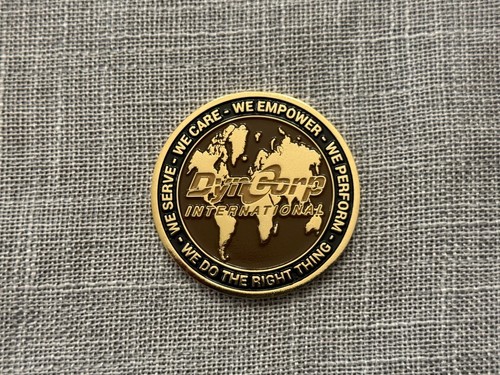 WE SERVE - WE CARE - WE EMPOWER - WE PERFORM - WE DO THE RIGHT THING -
DynCorp
INTERNATIONAL